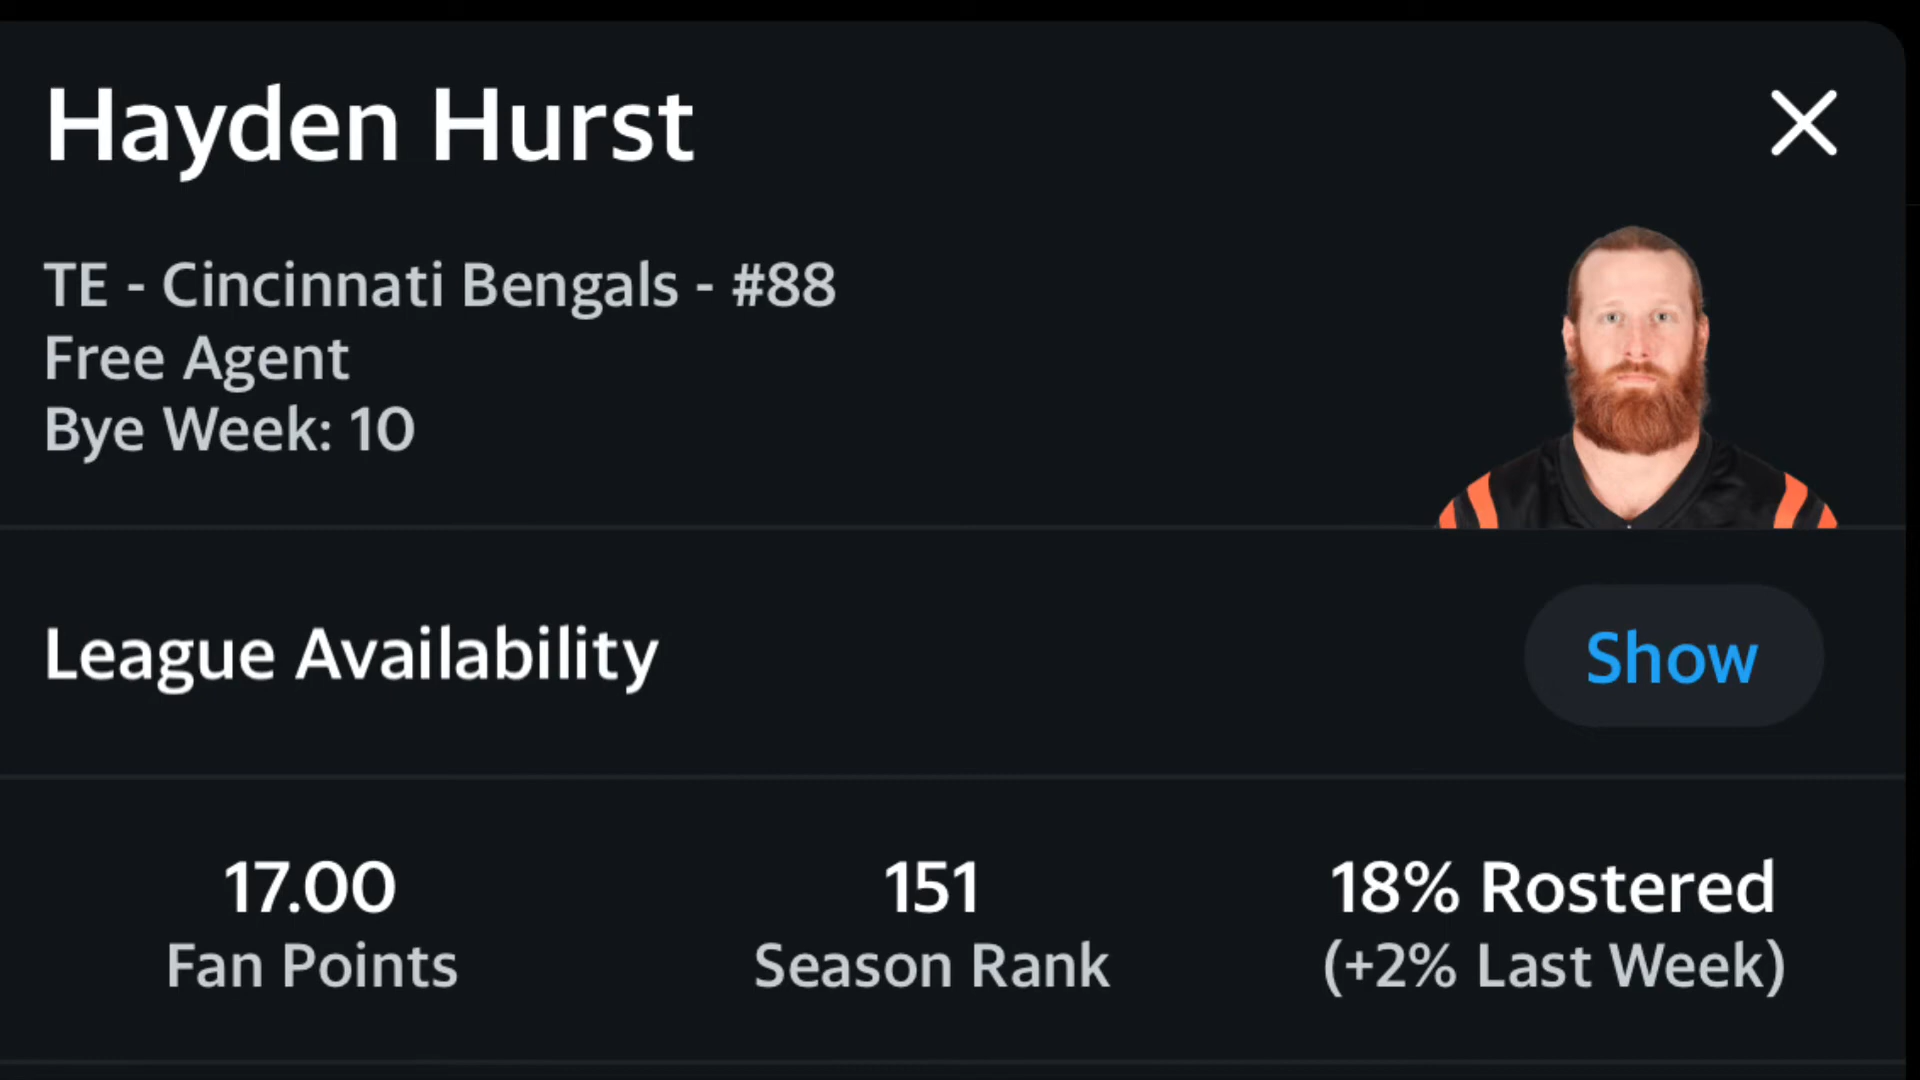 Hayden Hurst
TE - Cincinnati Bengals - #88
Free Agent
Bye Week: 10
League Availability
Show
17.00
Fan Points
151
Season Rank
18% Rostered
(+2% Last Week)